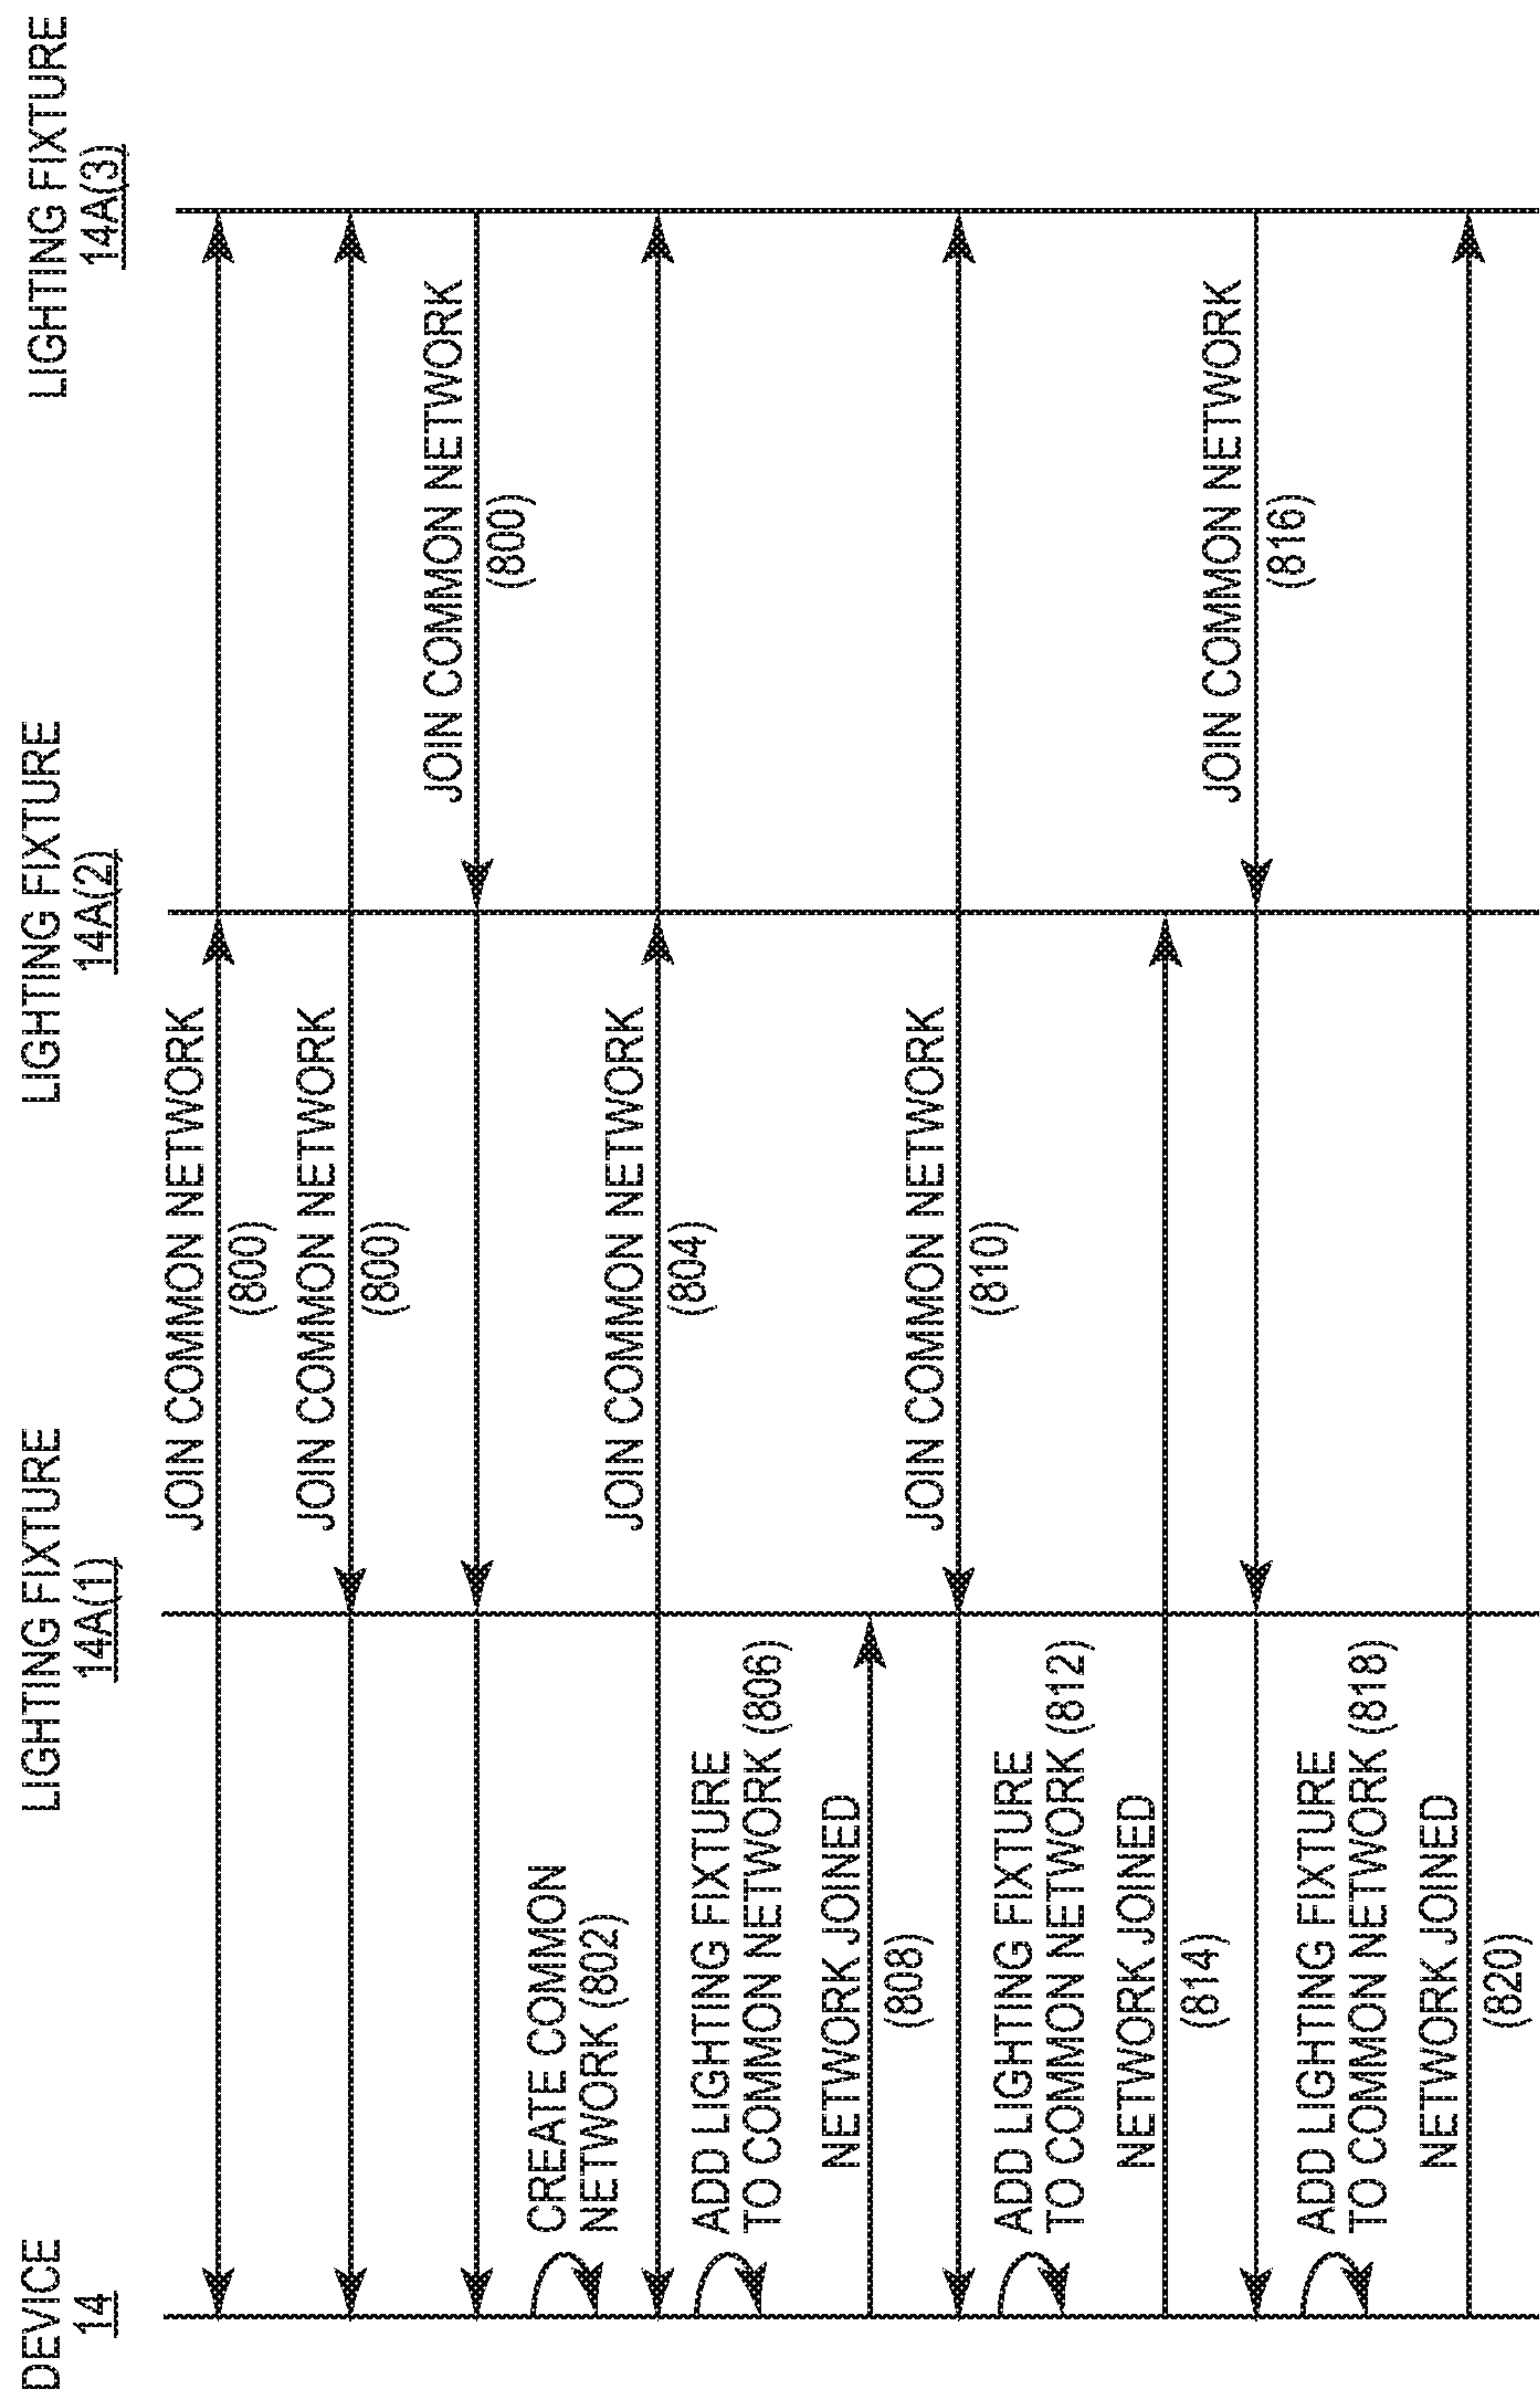 DEVICE
14
LIGHTING FIXTURE
14A(1)
LIGHTING FIXTURE
14A(2)
LIGHTING FIXTURE
14A(3)
JOIN COMMON NETWORK
(800)
JOIN COMMON NETWORK
(800)
JOIN COMMON NETWORK
(800)
CREATE COMMON
NETWORK (802)
JOIN COMMON NETWORK
(804)
ADD LIGHTING FIXTURE
TO COMMON NETWORK (806)
NETWORK JOINED
(808)
JOIN COMMON NETWORK
(810)
ADD LIGHTING FIXTURE
TO COMMON NETWORK (812)
NETWORK JOINED
(814)
JOIN COMMON NETWORK
(816)
ADD LIGHTING FIXTURE
TO COMMON NETWORK (818)
NETWORK JOINED
(820)